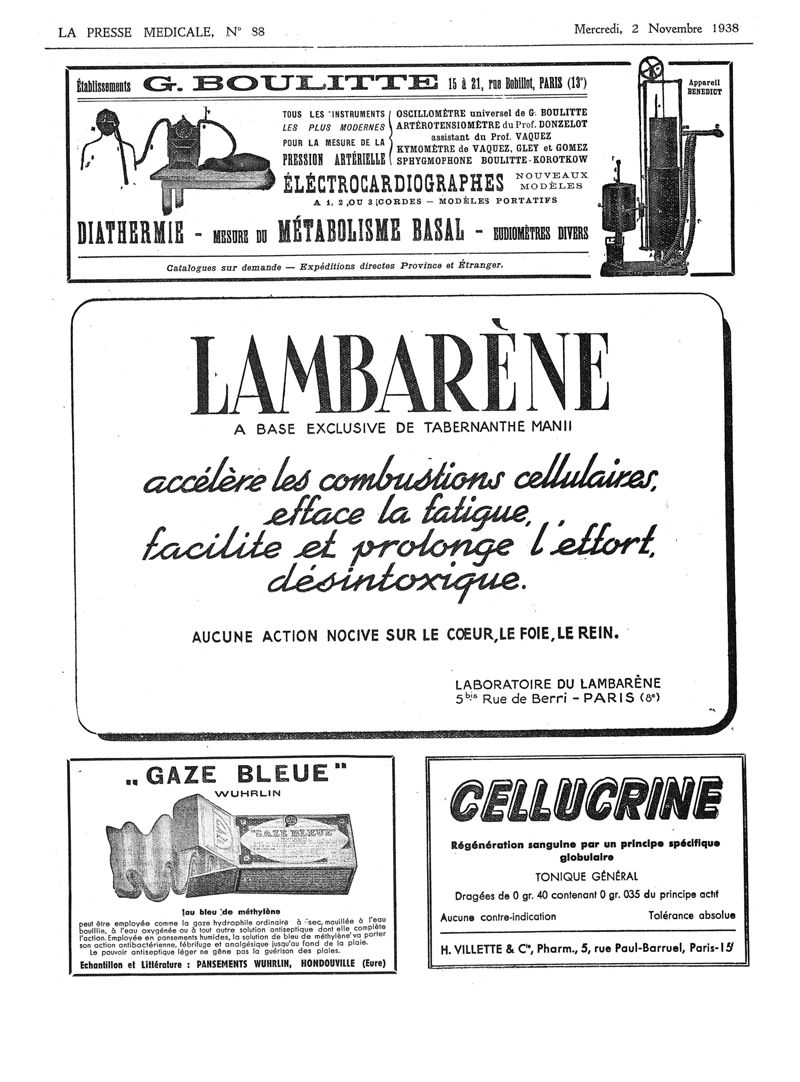 LA PRESSE MEDICALE, N° 88
Mercredi, 2 Novembre 1938
Établissements G. BOULITTE 15 à 21, rue Bobillot, PARIS (13e)
Appareil
BENEDICT
TOUS LES INSTRUMENTS
LES PLUS MODERNES
POUR LA MESURE DE LA
PRESSION ARTÉRIELLE
OSCILLOMÈTRE universel de G. BOULITTE
ARTÉROTENSIOMÈTRE du Prof. DONZELOT
assistant du Prof. VAQUEZ
KYMOMÈTRE de VAQUEZ, GLEY et GOMEZ
SPHYGMOPHONE BOULITTE-KOROTKOW
ÉLECTROCARDIOGRAPHES NOUVEAUX
MODÈLES
A 1, 2 OU 3 CORDES — MODÈLES PORTATIFS
DIATHERMIE - MESURE DU MÉTABOLISME BASAL - EUDIOMÈTRES DIVERS
Catalogues sur demande — Expéditions directes Province et Étranger.
LAMBARÈNE
A BASE EXCLUSIVE DE TABERNANTHE MANII
accélère les combustions cellulaires,
efface la fatigue,
facilite et prolonge l'effort,
désintoxique.
AUCUNE ACTION NOCIVE SUR LE CŒUR, LE FOIE, LE REIN.
LABORATOIRE DU LAMBARÈNE
5bis Rue de Berri - PARIS (8e)
„GAZE BLEUE"
WUHRLIN
"GAZE BLEUE"
au bleu de méthylène
peut être employée comme la gaze hydrophile ordinaire à sec, mouillée à l'eau
bouillie, à l'eau oxygénée ou à tout autre solution antiseptique dont elle complète
l'action. Employée en pansements humides, la solution de bleu de méthylène va porter
son action antibactérienne, fébrifuge et analgésique jusqu'au fond de la plaie.
Le pouvoir antiseptique léger ne gêne pas la guérison des plaies.
Echantillon et Littérature : PANSEMENTS WUHRLIN, HONDOUVILLE (Eure)
CELLUCRINE
Régénération sanguine par un principe spécifique
globulaire
TONIQUE GÉNÉRAL
Dragées de 0 gr. 40 contenant 0 gr. 035 du principe actif
Aucune contre-indication Tolérance absolue
H. VILLETTE & Cie, Pharm., 5, rue Paul-Barruel, Paris-15e